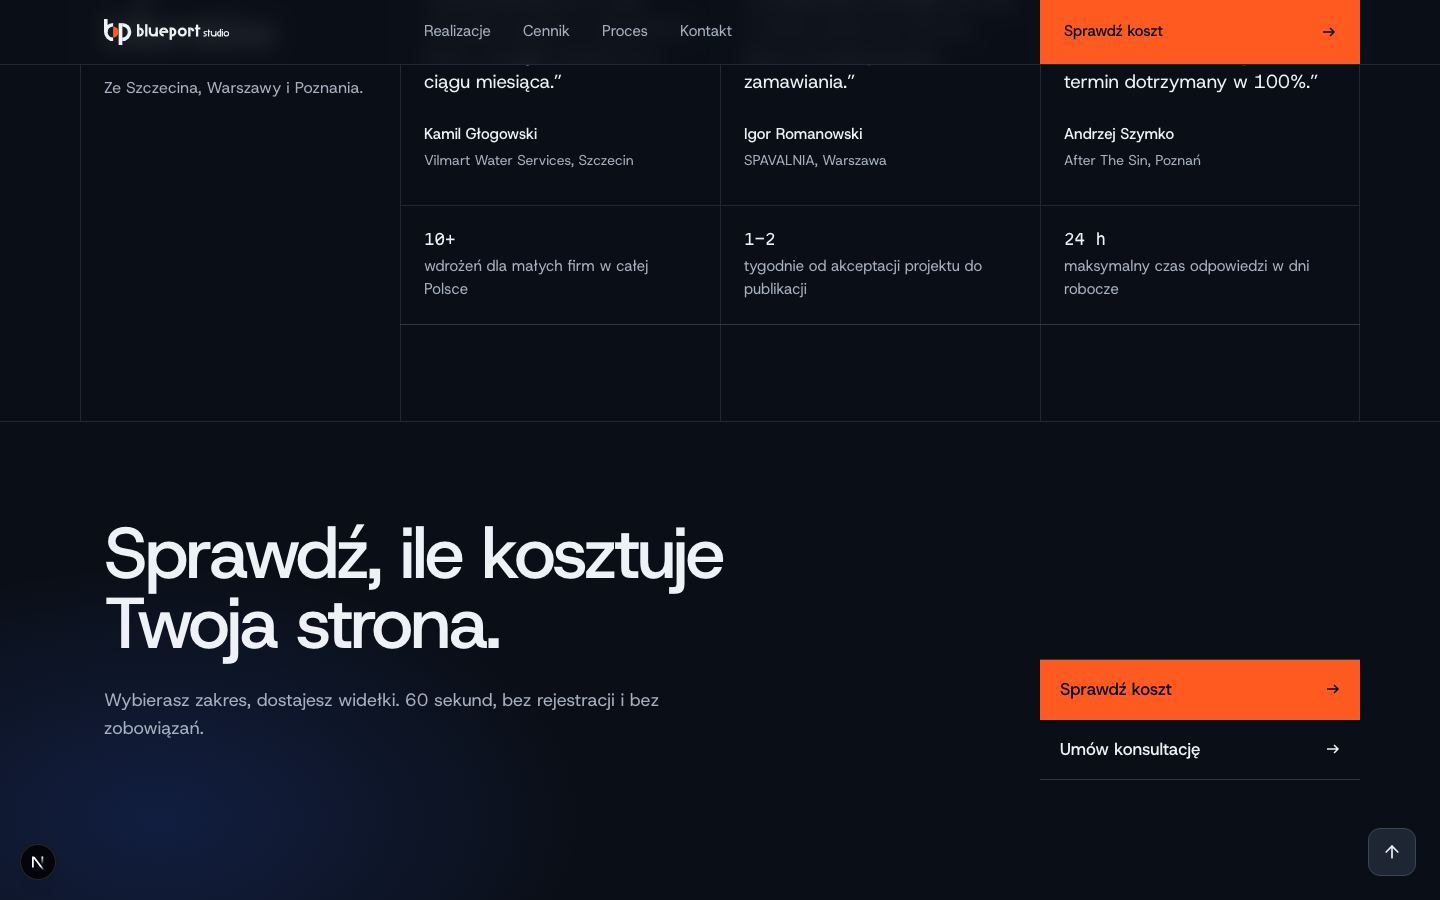 blueport studio
Realizacje
Cennik
Proces
Kontakt
Sprawdź koszt
Ze Szczecina, Warszawy i Poznania.
ciągu miesiąca.”
Kamil Głogowski
Vilmart Water Services, Szczecin
zamawiania.”
Igor Romanowski
SPAVALNIA, Warszawa
termin dotrzymany w 100%.”
Andrzej Szymko
After The Sin, Poznań
10+
wdrożeń dla małych firm w całej
Polsce
1–2
tygodnie od akceptacji projektu do
publikacji
24 h
maksymalny czas odpowiedzi w dni
robocze
Sprawdź, ile kosztuje
Twoja strona.
Wybierasz zakres, dostajesz widełki. 60 sekund, bez rejestracji i bez
zobowiązań.
Sprawdź koszt
Umów konsultację